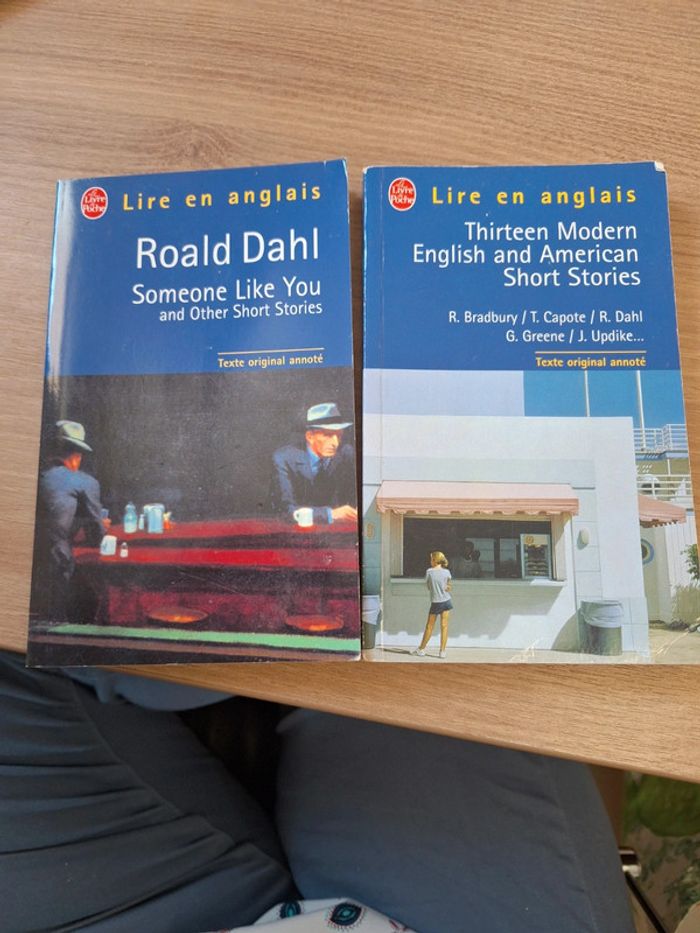 Le Livre de Poche
Lire en anglais
Roald Dahl
Someone Like You
and Other Short Stories
Texte original annoté
Le Livre de Poche
Lire en anglais
Thirteen Modern
English and American
Short Stories
R. Bradbury / T. Capote / R. Dahl
G. Greene / J. Updike...
Texte original annoté